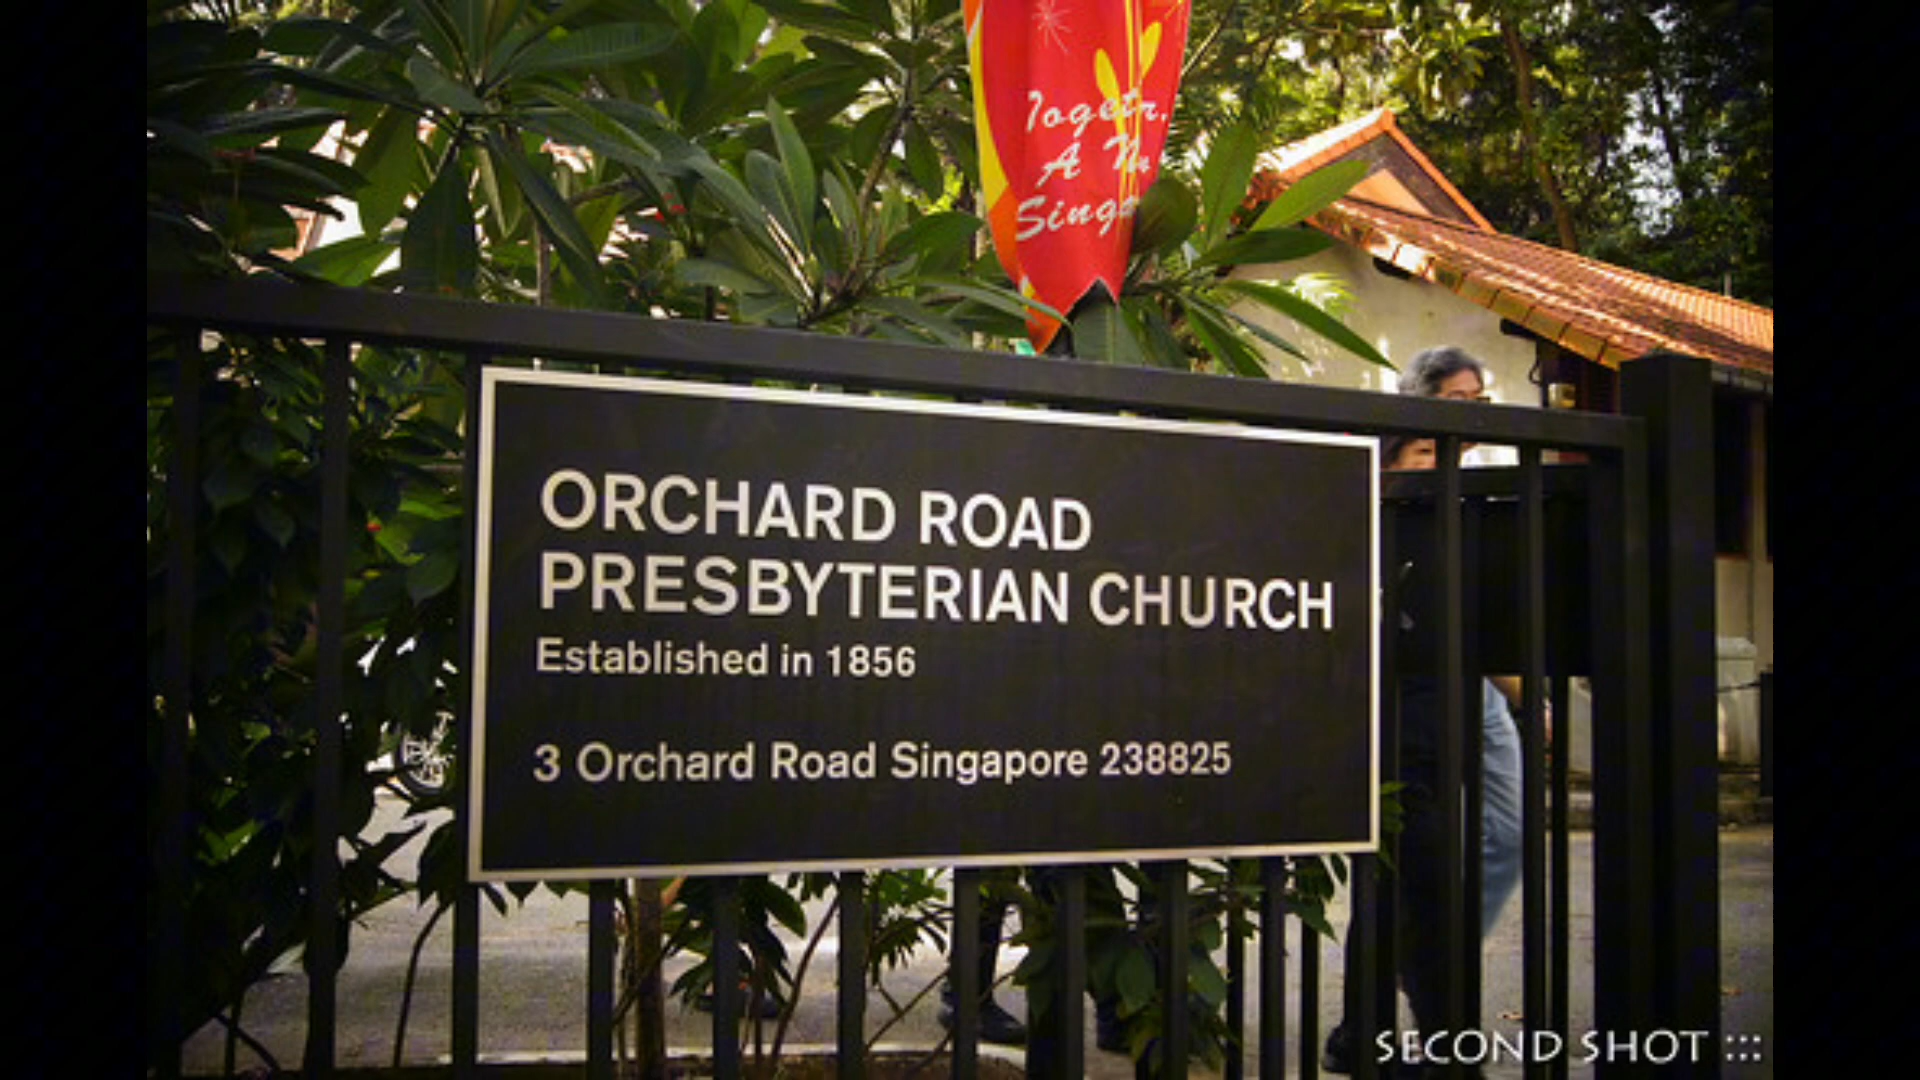 A
ORCHARD ROAD
PRESBYTERIAN CHURCH
Established in 1856
3 Orchard Road Singapore 238825
SECOND SHOT :::